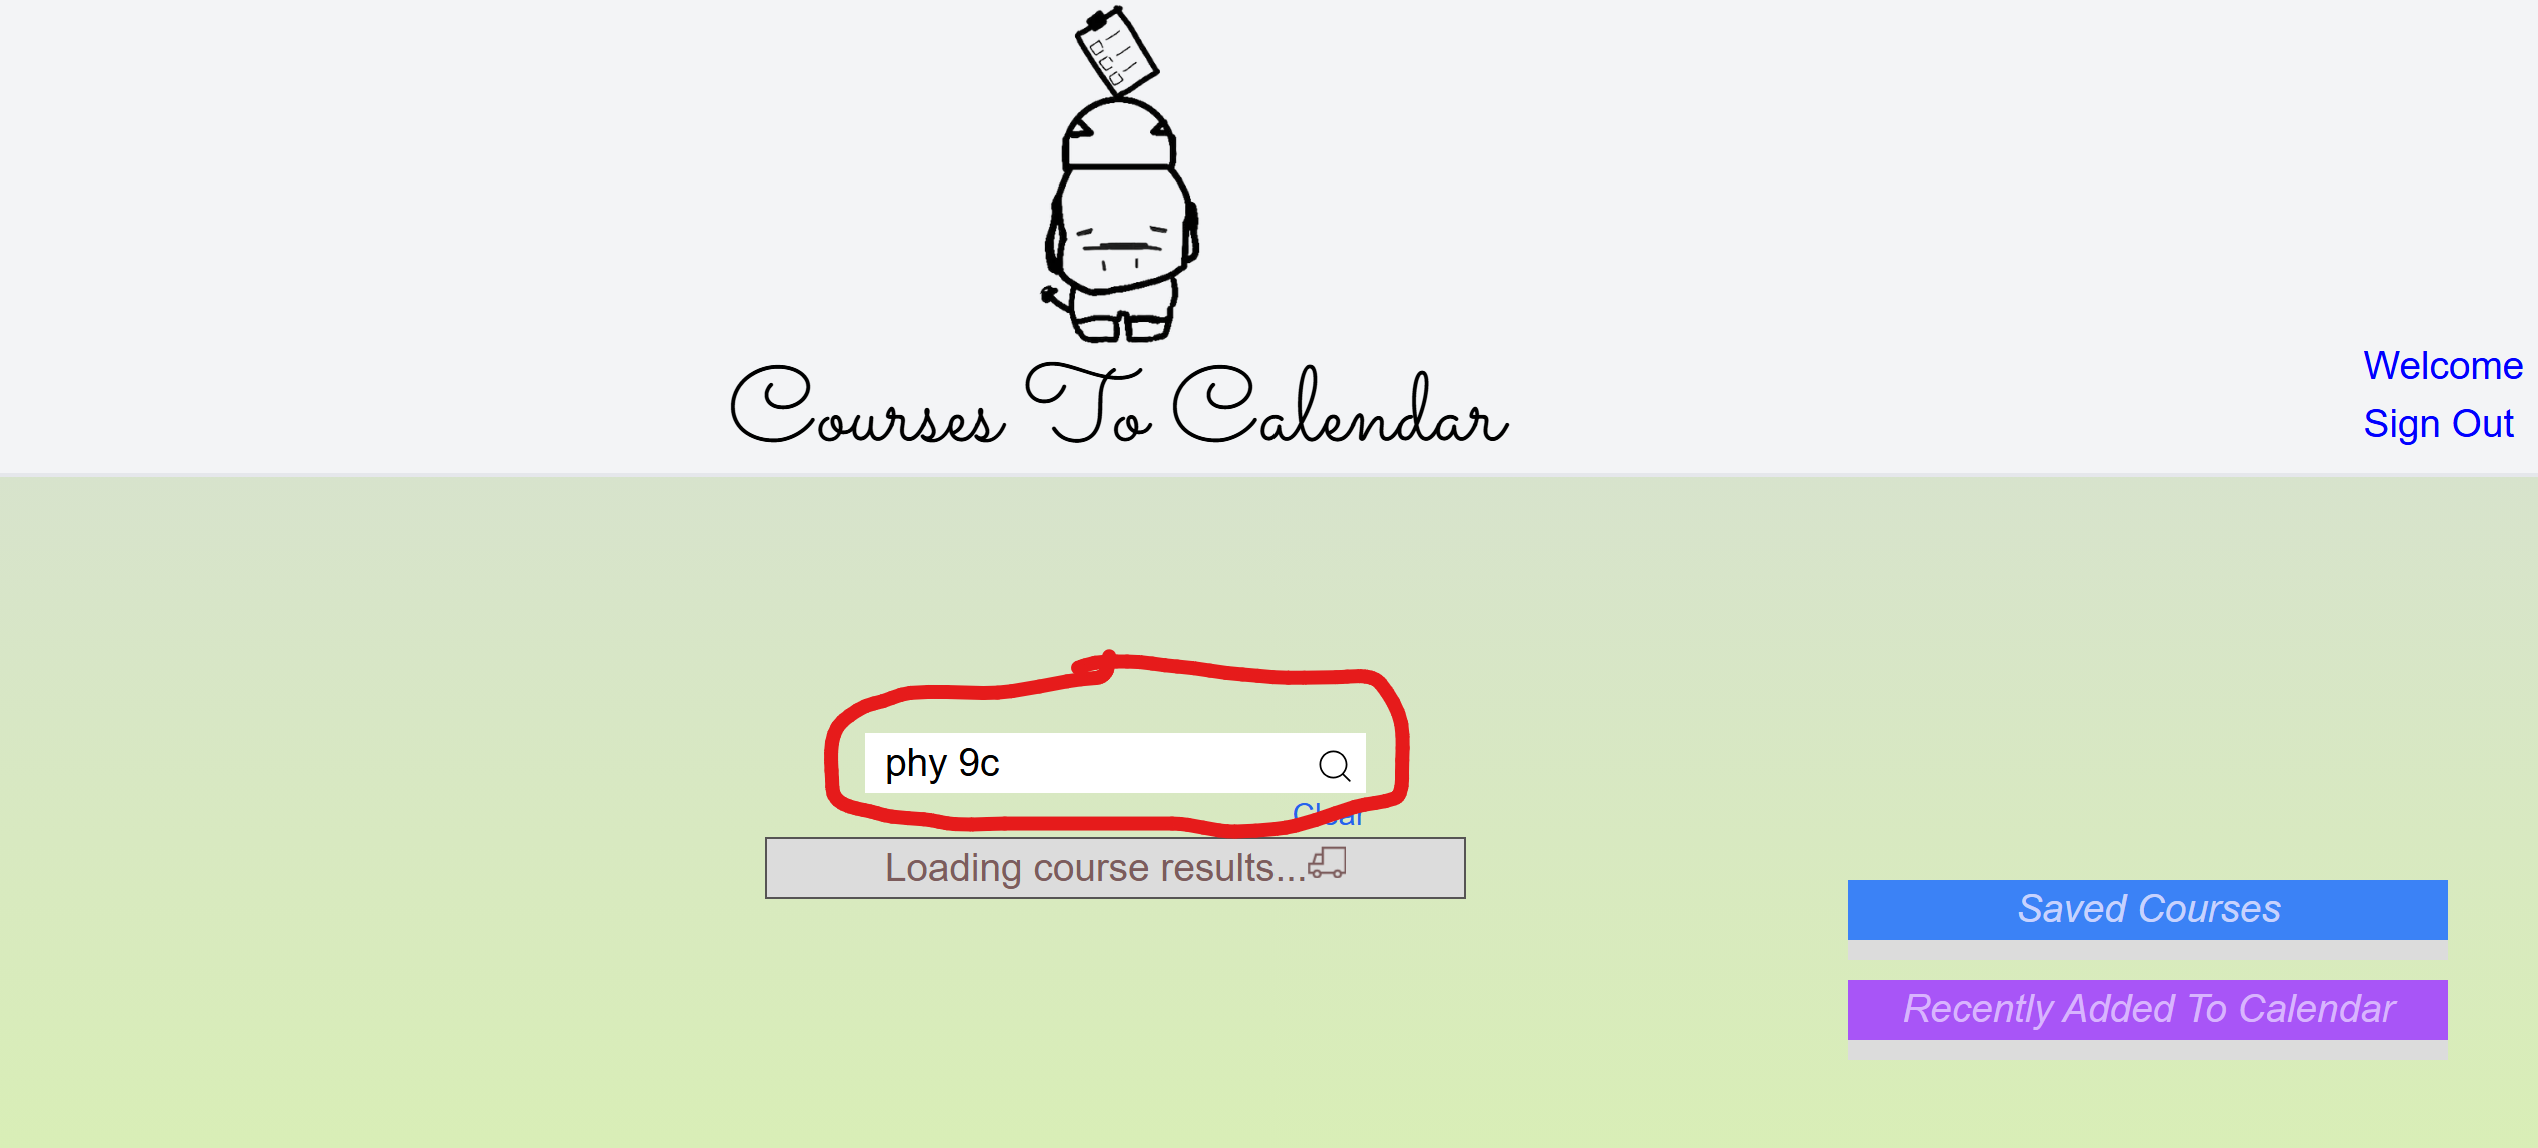 Courses To Calendar
Welcome
Sign Out
phy 9c
Clear
Loading course results...
Saved Courses
Recently Added To Calendar